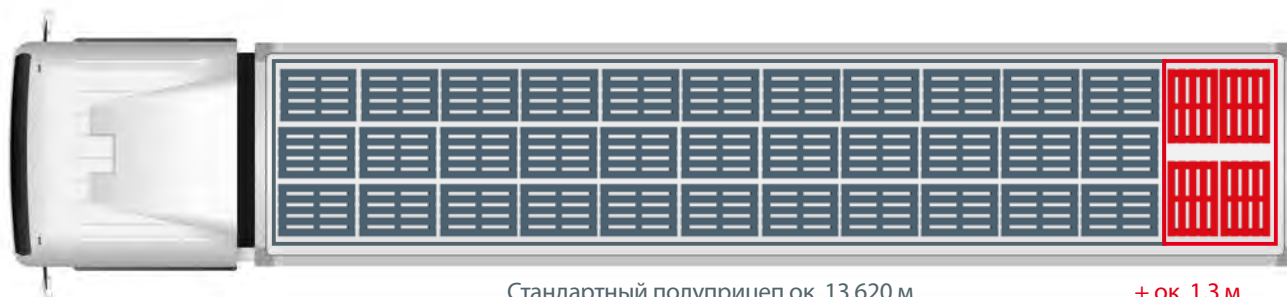 Стандартный полуприцеп ок. 13,620 м
+ ок. 1,3 м